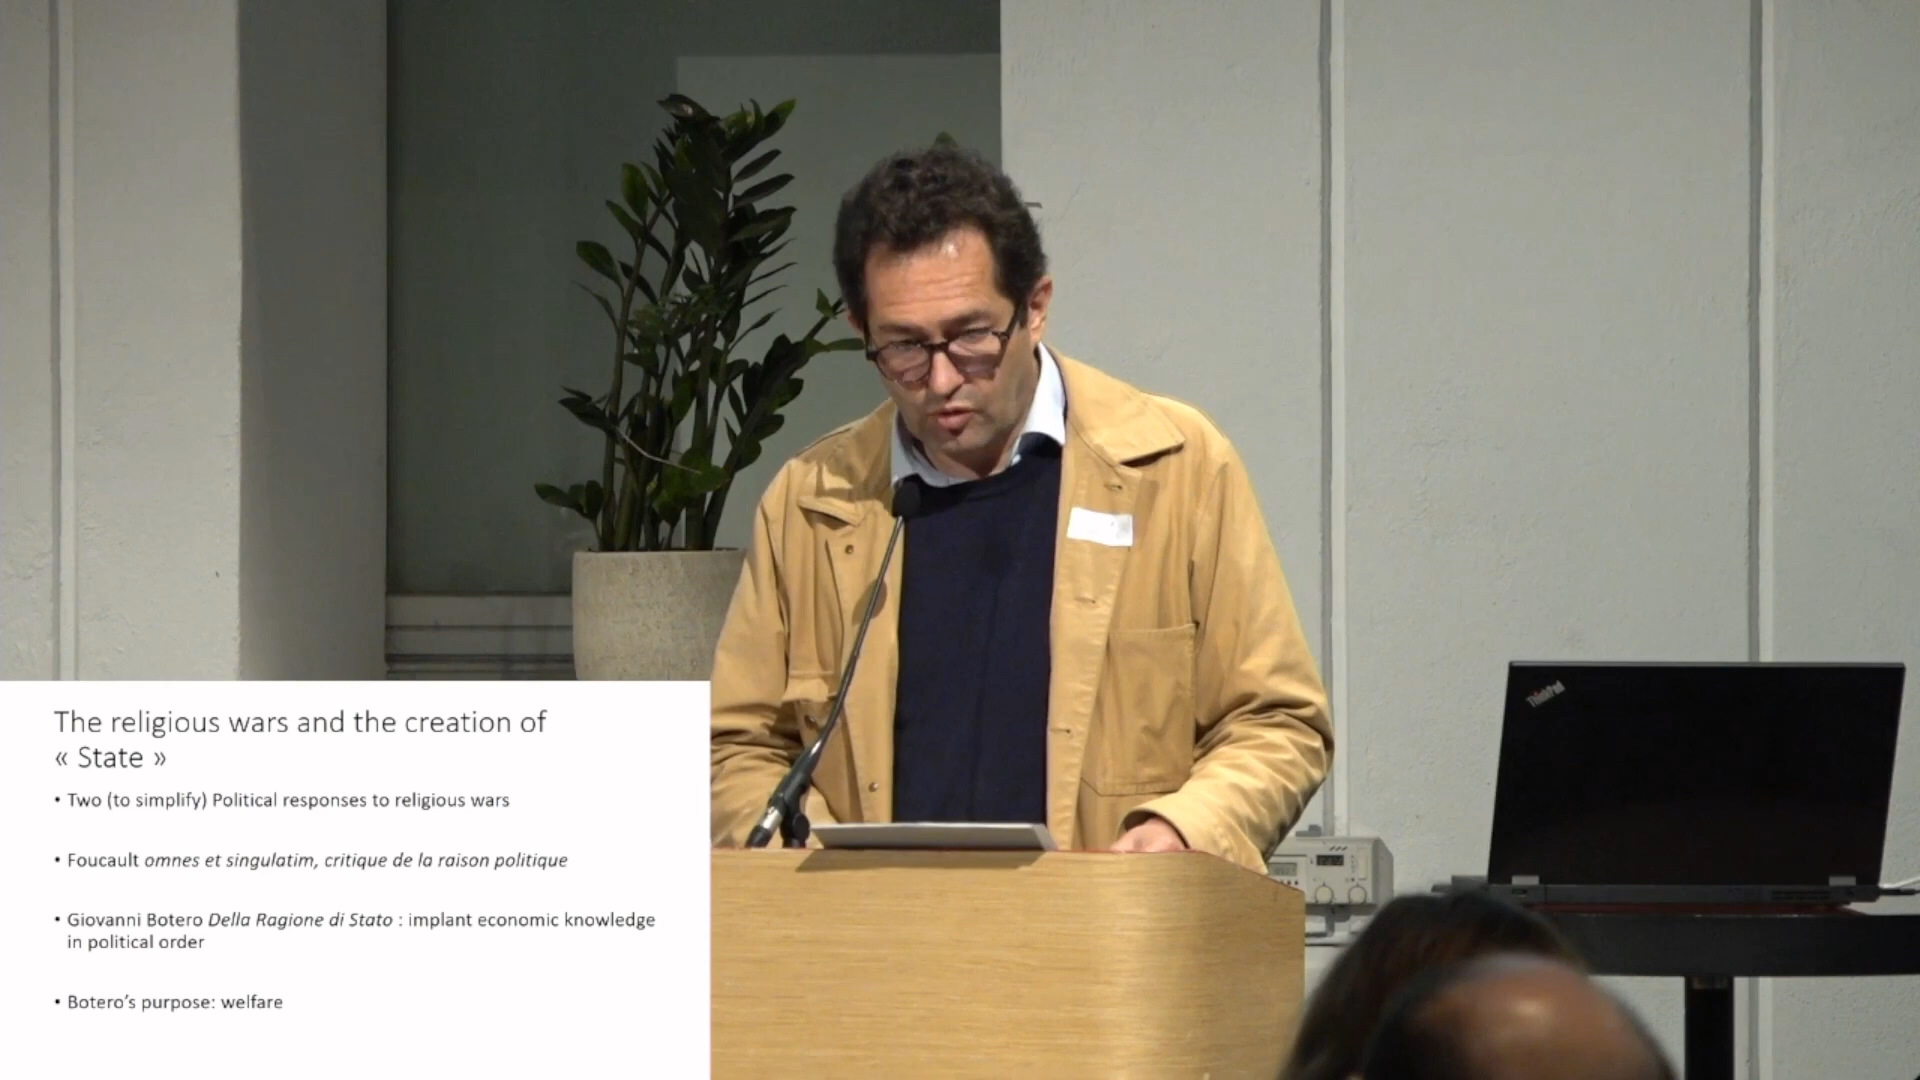 The religious wars and the creation of
« State »
• Two (to simplify) Political responses to religious wars
• Foucault omnes et singulatim, critique de la raison politique
• Giovanni Botero Della Ragione di Stato : implant economic knowledge
in political order
• Botero's purpose: welfare
ThinkPad